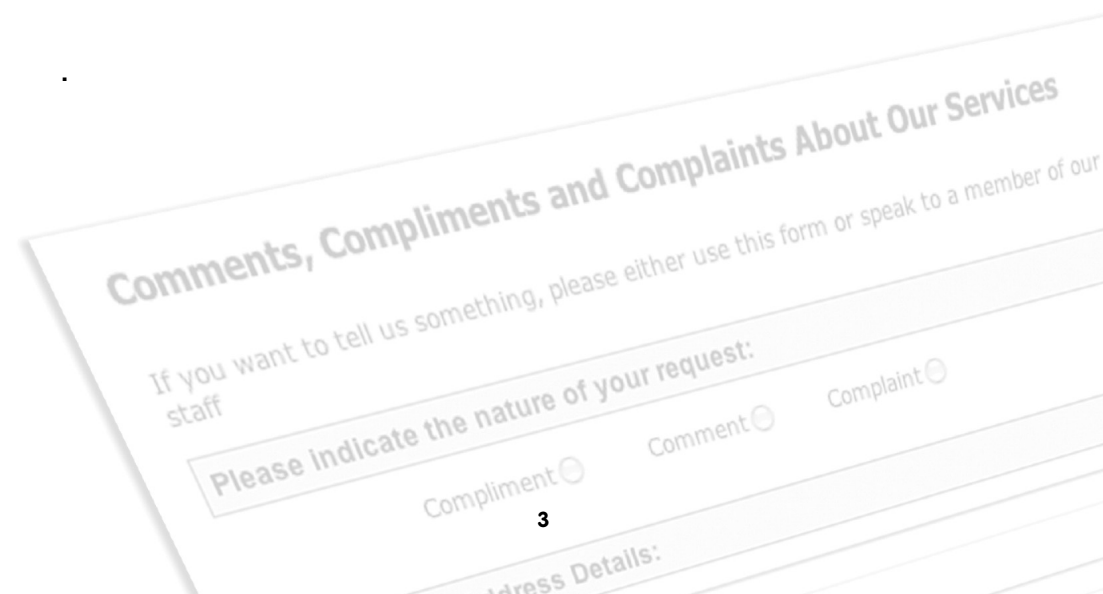 .
Comments, Compliments and Complaints About Our Services
If you want to tell us something, please either use this form or speak to a member of our
staff
Please indicate the nature of your request:
Compliment Comment Complaint
3
Details: